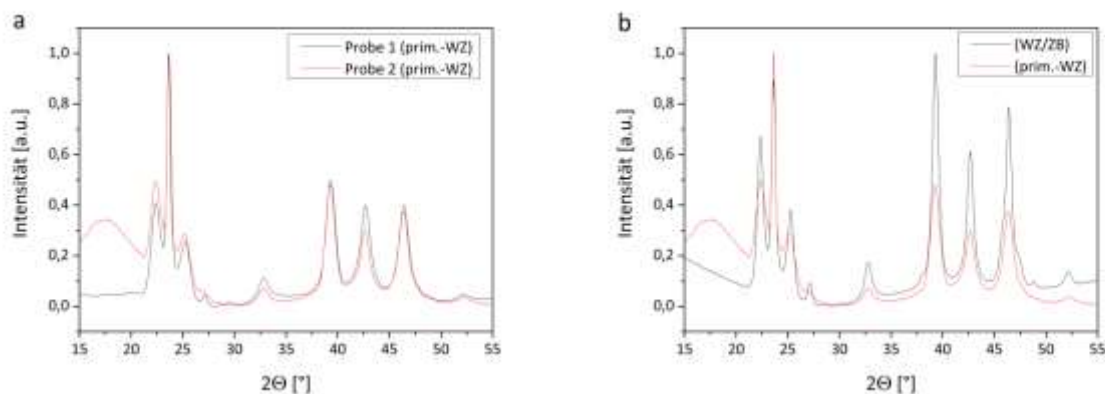 a
Probe 1 (prim.-WZ)
Probe 2 (prim.-WZ)
Intensität [a.u.]
1,0
0,8
0,6
0,4
0,2
0,0
15 20 25 30 35 40 45 50 55
2Θ [°]
b
(WZ/ZB)
(prim.-WZ)
Intensität [a.u.]
1,0
0,8
0,6
0,4
0,2
0,0
15 20 25 30 35 40 45 50 55
2Θ [°]